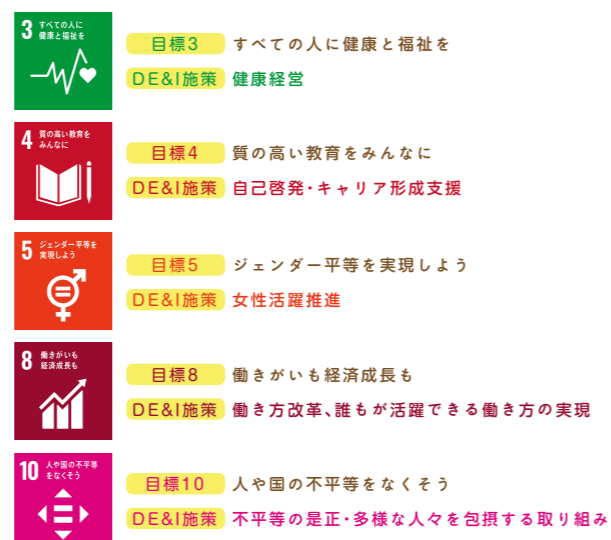 3 すべての人に
健康と福祉を
目標3 すべての人に健康と福祉を
DE&I施策 健康経営
4 質の高い教育を
みんなに
目標4 質の高い教育をみんなに
DE&I施策 自己啓発・キャリア形成支援
5 ジェンダー平等を
実現しよう
目標5 ジェンダー平等を実現しよう
DE&I施策 女性活躍推進
8 働きがいも
経済成長も
目標8 働きがいも経済成長も
DE&I施策 働き方改革、誰もが活躍できる働き方の実現
10 人や国の不平等
をなくそう
目標10 人や国の不平等をなくそう
DE&I施策 不平等の是正・多様な人々を包摂する取り組み